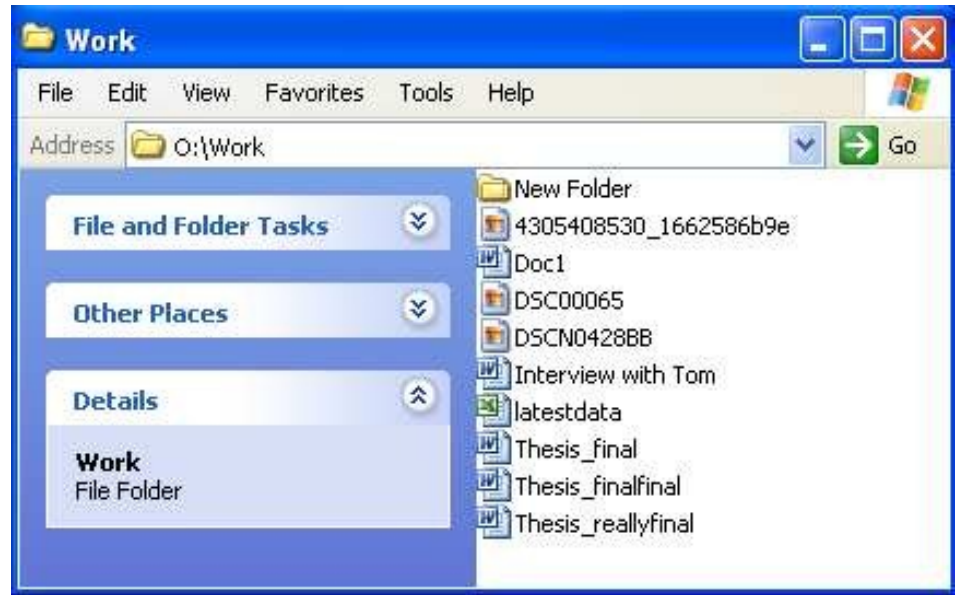 Work
File Edit View Favorites Tools Help
Address O:\Work Go
File and Folder Tasks
Other Places
Details
Work
File Folder
New Folder
4305408530_1662586b9e
Doc1
DSC00065
DSCN0428BB
Interview with Tom
latestdata
Thesis_final
Thesis_finalfinal
Thesis_reallyfinal